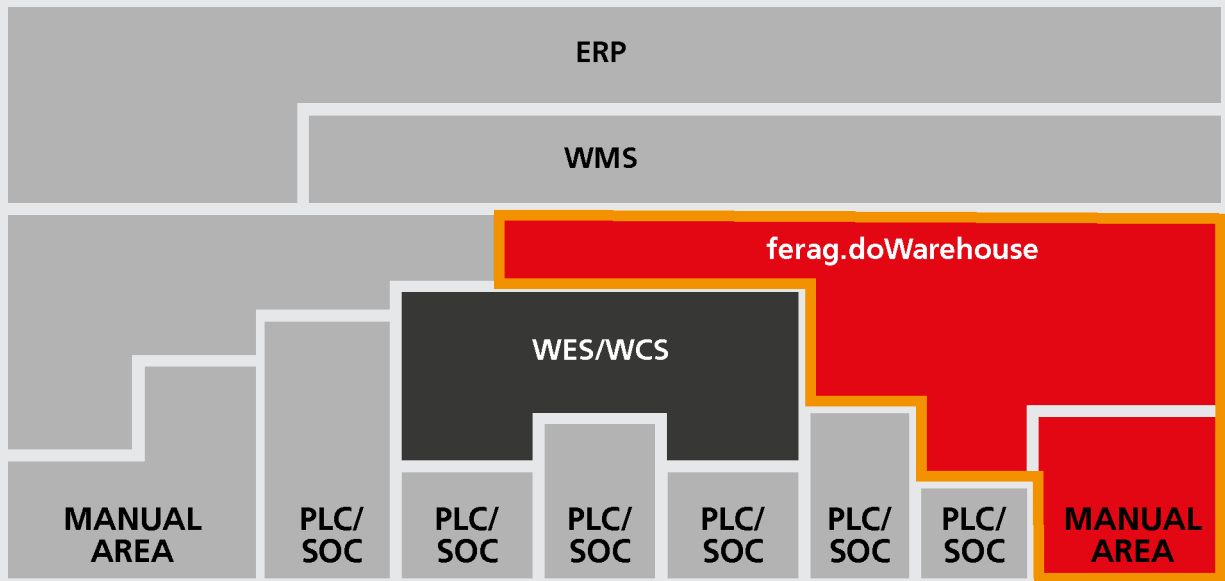 ERP
WMS
ferag.doWarehouse
WES/WCS
MANUAL
AREA
PLC/
SOC
PLC/
SOC
PLC/
SOC
PLC/
SOC
PLC/
SOC
PLC/
SOC
MANUAL
AREA